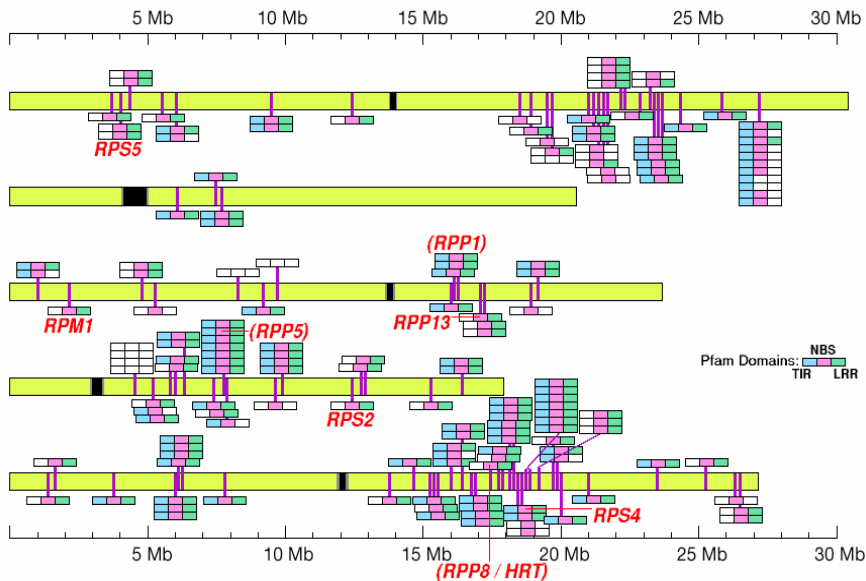 5 Mb 10 Mb 15 Mb 20 Mb 25 Mb 30 Mb
RPS5
(RPP1)
RPM1
RPP13
(RPP5)
NBS
Pfam Domains:
TIR LRR
RPS2
RPS4
5 Mb 10 Mb 15 Mb 20 Mb 25 Mb 30 Mb
(RPP8 / HRT)